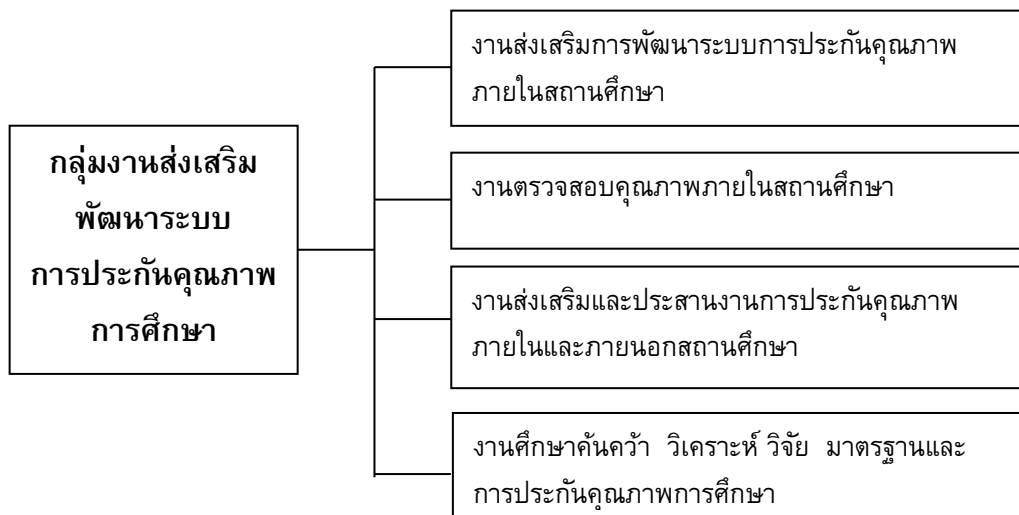 กลุ่มงานส่งเสริม
พัฒนาระบบ
การประกันคุณภาพ
การศึกษา
งานส่งเสริมการพัฒนาระบบการประกันคุณภาพ
ภายในสถานศึกษา
งานตรวจสอบคุณภาพภายในสถานศึกษา
งานส่งเสริมและประสานงานการประกันคุณภาพ
ภายในและภายนอกสถานศึกษา
งานศึกษาค้นคว้า วิเคราะห์ วิจัย มาตรฐานและ
การประกันคุณภาพการศึกษา